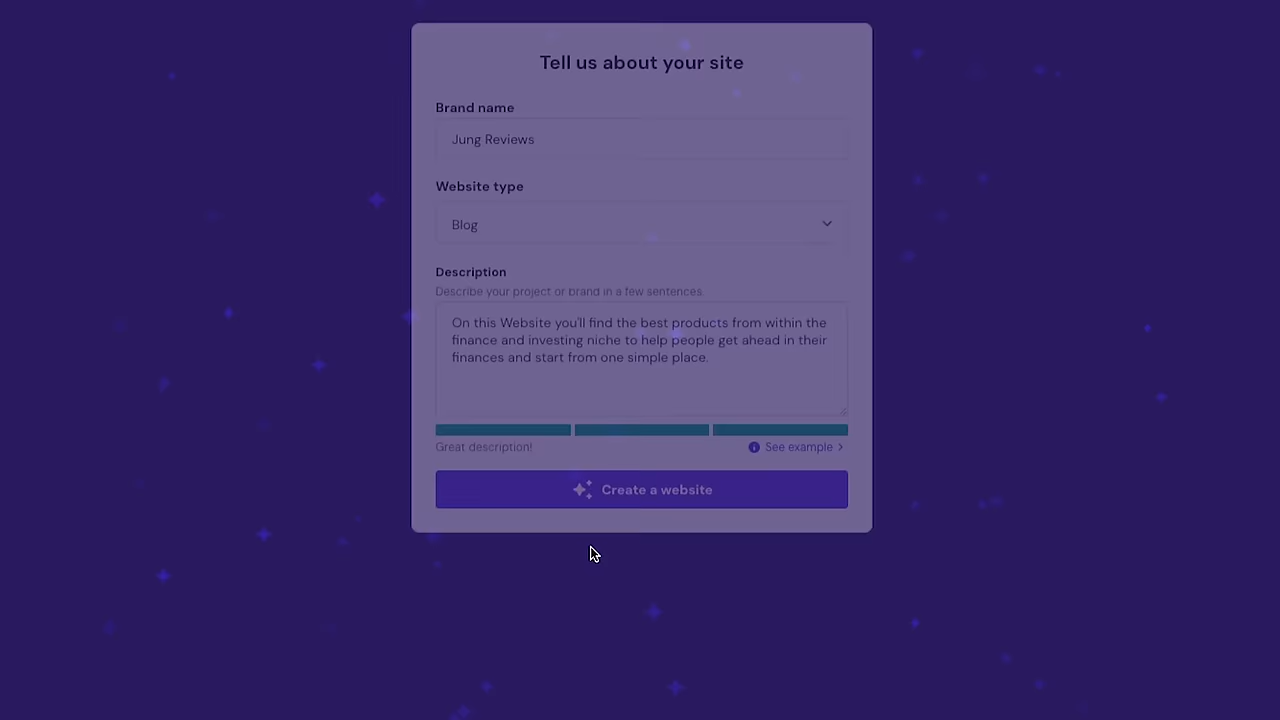 Tell us about your site
Brand name
Jung Reviews
Website type
Blog
Description
Describe your project or brand in a few sentences.
On this Website you'll find the best products from within the
finance and investing niche to help people get ahead in their
finances and start from one simple place.
Great description!
See example
Create a website